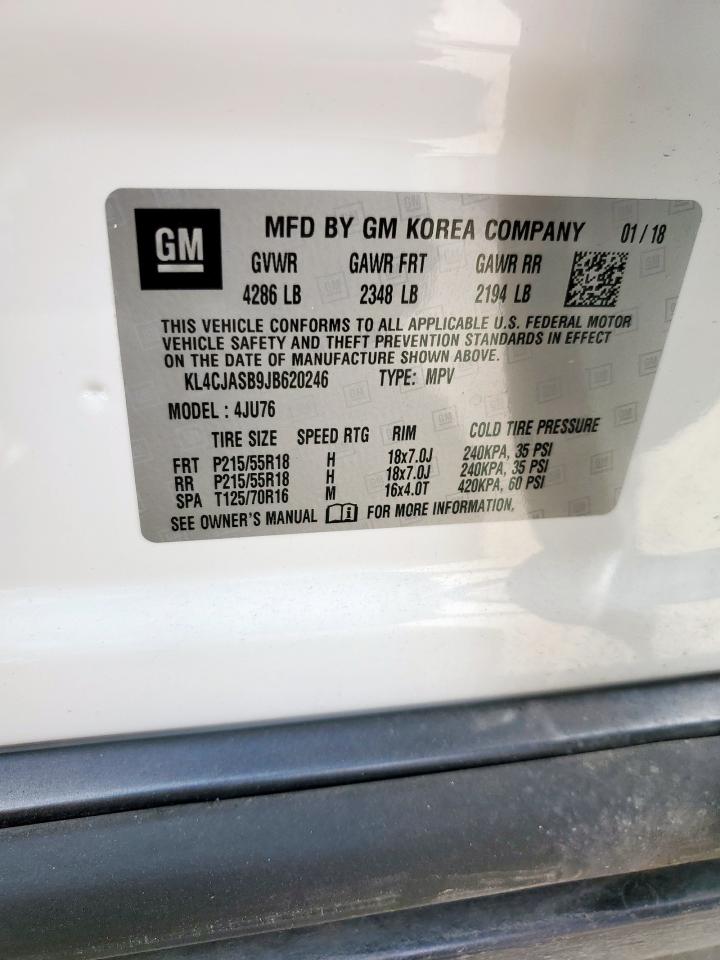 GM MFD BY GM KOREA COMPANY 01 / 18
GVWR GAWR FRT GAWR RR
4286 LB 2348 LB 2194 LB
THIS VEHICLE CONFORMS TO ALL APPLICABLE U.S. FEDERAL MOTOR
VEHICLE SAFETY AND THEFT PREVENTION STANDARDS IN EFFECT
ON THE DATE OF MANUFACTURE SHOWN ABOVE.
KL4CJASB9JB620246 TYPE: MPV
MODEL : 4JU76
TIRE SIZE SPEED RTG RIM COLD TIRE PRESSURE
FRT P215/55R18 H 18x7.0J 240KPA, 35 PSI
RR P215/55R18 H 18x7.0J 240KPA, 35 PSI
SPA T125/70R16 M 16x4.0T 420KPA, 60 PSI
SEE OWNER'S MANUAL i FOR MORE INFORMATION.